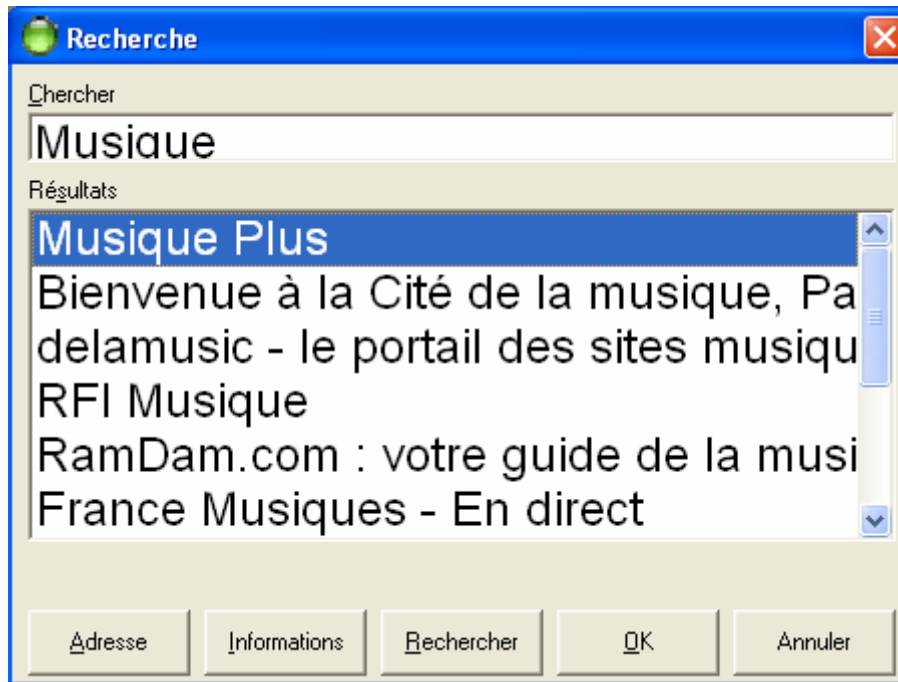 Recherche
Chercher
Musique
Résultats
Musique Plus
Bienvenue à la Cité de la musique, Pa
delamusic - le portail des sites musiqu
RFI Musique
RamDam.com : votre guide de la musi
France Musiques - En direct
Adresse Informations Rechercher OK Annuler